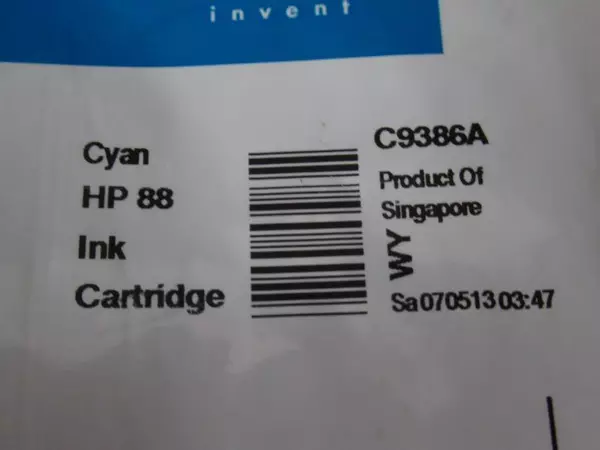 invent
Cyan
HP 88
Ink
Cartridge
C9386A
Product Of
Singapore
WY
Sa 070513 03:47